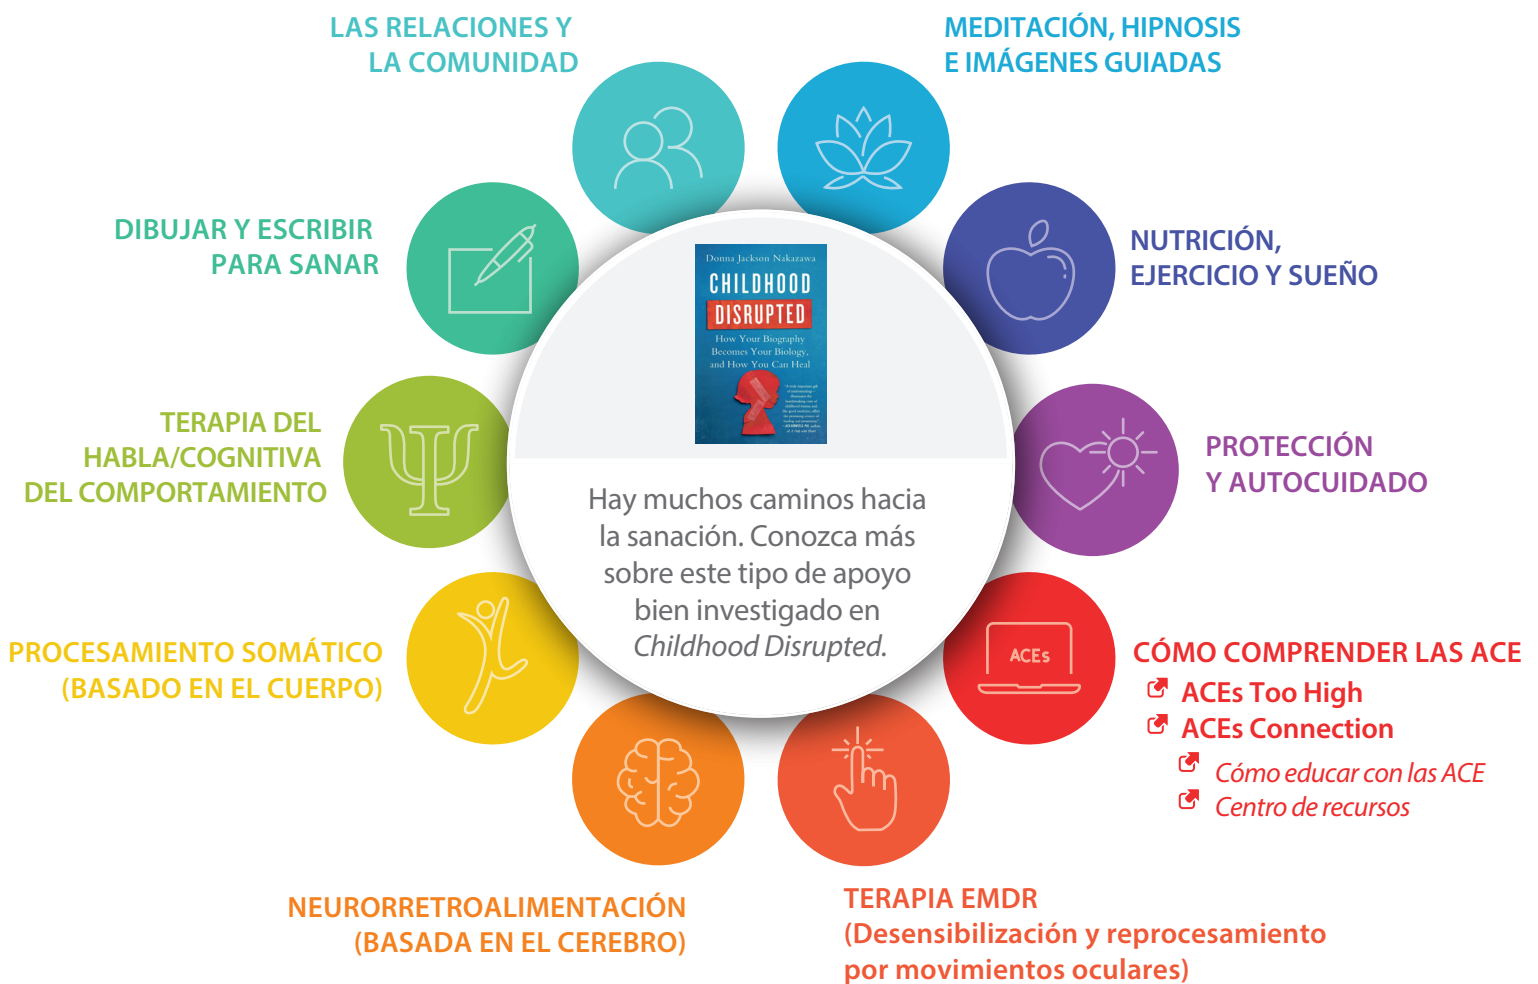 LAS RELACIONES Y
LA COMUNIDAD
MEDITACIÓN, HIPNOSIS
E IMÁGENES GUIADAS
DIBUJAR Y ESCRIBIR
PARA SANAR
NUTRICIÓN,
EJERCICIO Y SUEÑO
TERAPIA DEL
HABLA/COGNITIVA
DEL COMPORTAMIENTO
PROTECCIÓN
Y AUTOCUIDADO
Donna Jackson Nakazawa
CHILDHOOD
DISRUPTED
How Your Biography
Becomes Your Biology,
and How You Can Heal
Hay muchos caminos hacia
la sanación. Conozca más
sobre este tipo de apoyo
bien investigado en
Childhood Disrupted.
PROCESAMIENTO SOMÁTICO
(BASADO EN EL CUERPO)
ACEs
CÓMO COMPRENDER LAS ACE
ACEs Too High
ACEs Connection
Cómo educar con las ACE
Centro de recursos
NEURORRETROALIMENTACIÓN
(BASADA EN EL CEREBRO)
TERAPIA EMDR
(Desensibilización y reprocesamiento
por movimientos oculares)